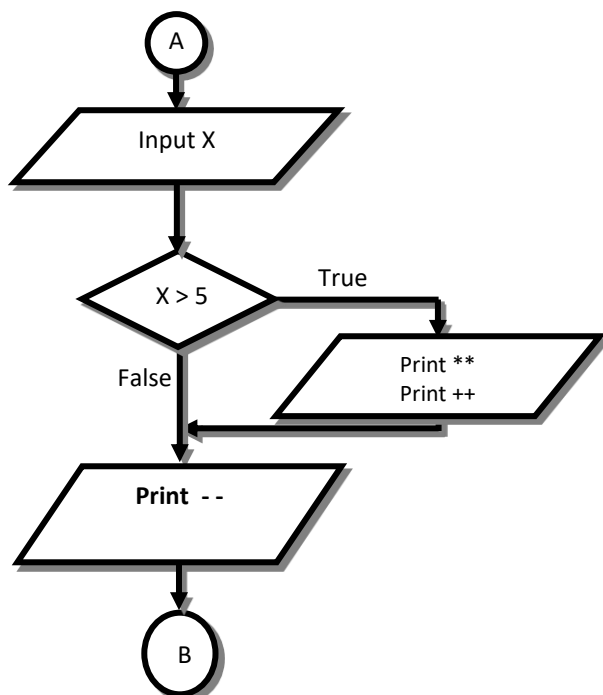 A
Input X
X > 5
True
Print **
Print ++
False
Print - -
B